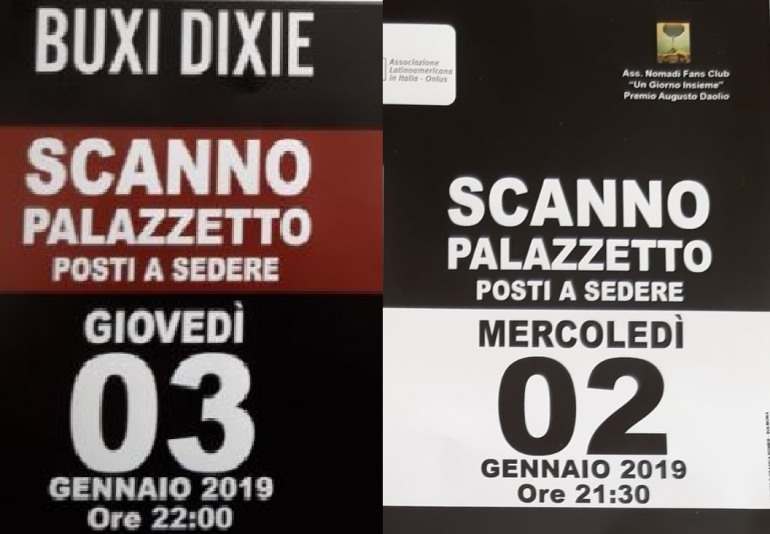 BUXI DIXIE
SCANNO
PALAZZETTO
POSTI A SEDERE
GIOVEDÌ
03
GENNAIO 2019
Ore 22:00
Associazione
Latinoamericana
in Italia - Onlus
Ass. Nomadi Fans Club
"Un Giorno Insieme"
Premio Augusto Daolio
SCANNO
PALAZZETTO
POSTI A SEDERE
MERCOLEDÌ
02
GENNAIO 2019
Ore 21:30